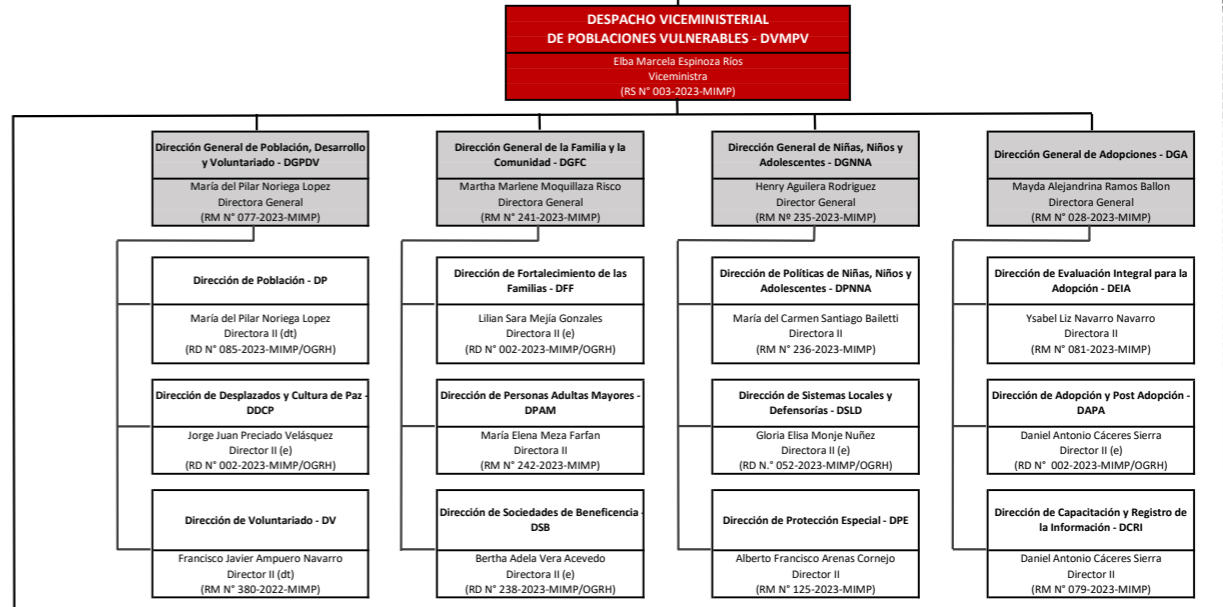 DESPACHO VICEMINISTERIAL
DE POBLACIONES VULNERABLES - DVMPV
Elba Marcela Espinoza Ríos
Viceministra
(RS N° 003-2023-MIMP)
Dirección General de Población, Desarrollo
y Voluntariado - DGPDV
María del Pilar Noriega Lopez
Directora General
(RM N° 077-2023-MIMP)
Dirección General de la Familia y la
Comunidad - DGFC
Martha Marlene Moquillaza Risco
Directora General
(RM N° 241-2023-MIMP)
Dirección General de Niñas, Niños y
Adolescentes - DGNNA
Henry Aguilera Rodriguez
Director General
(RM Nº 235-2023-MIMP)
Dirección General de Adopciones - DGA
Mayda Alejandrina Ramos Ballon
Directora General
(RM N° 028-2023-MIMP)
Dirección de Población - DP
María del Pilar Noriega Lopez
Directora II (dt)
(RD N° 085-2023-MIMP/OGRH)
Dirección de Fortalecimiento de las
Familias - DFF
Lilian Sara Mejía Gonzales
Directora II (e)
(RD N° 002-2023-MIMP/OGRH)
Dirección de Políticas de Niñas, Niños y
Adolescentes - DPNNA
María del Carmen Santiago Bailetti
Directora II
(RM N° 236-2023-MIMP)
Dirección de Evaluación Integral para la
Adopción - DEIA
Ysabel Liz Navarro Navarro
Directora II
(RM N° 081-2023-MIMP)
Dirección de Desplazados y Cultura de Paz -
DDCP
Jorge Juan Preciado Velásquez
Director II (e)
(RD N° 002-2023-MIMP/OGRH)
Dirección de Personas Adultas Mayores -
DPAM
María Elena Meza Farfan
Directora II
(RM N° 242-2023-MIMP)
Dirección de Sistemas Locales y
Defensorías - DSLD
Gloria Elisa Monje Nuñez
Directora II (e)
(RD N.° 052-2023-MIMP/OGRH)
Dirección de Adopción y Post Adopción -
DAPA
Daniel Antonio Cáceres Sierra
Director II (e)
(RD N° 002-2023-MIMP/OGRH)
Dirección de Voluntariado - DV
Francisco Javier Ampuero Navarro
Director II (dt)
(RM N° 380-2022-MIMP)
Dirección de Sociedades de Beneficencia -
DSB
Bertha Adela Vera Acevedo
Directora II (e)
(RD N° 238-2023-MIMP/OGRH)
Dirección de Protección Especial - DPE
Alberto Francisco Arenas Cornejo
Director II
(RM N° 125-2023-MIMP)
Dirección de Capacitación y Registro de
la Información - DCRI
Daniel Antonio Cáceres Sierra
Director II
(RM N° 079-2023-MIMP)